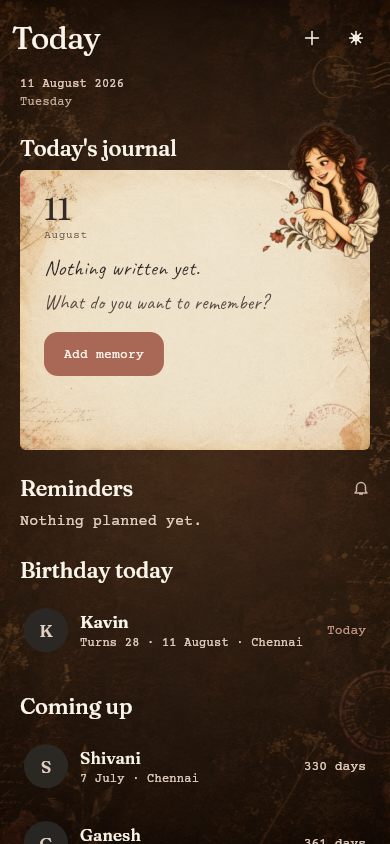 Today
11 August 2026
Tuesday
Today's journal
11
August
Nothing written yet.
What do you want to remember?
Add memory
Reminders
Nothing planned yet.
Birthday today
K
Kavin
Turns 28 · 11 August · Chennai
Today
Coming up
S
Shivani
7 July · Chennai
330 days
G
Ganesh
361 days